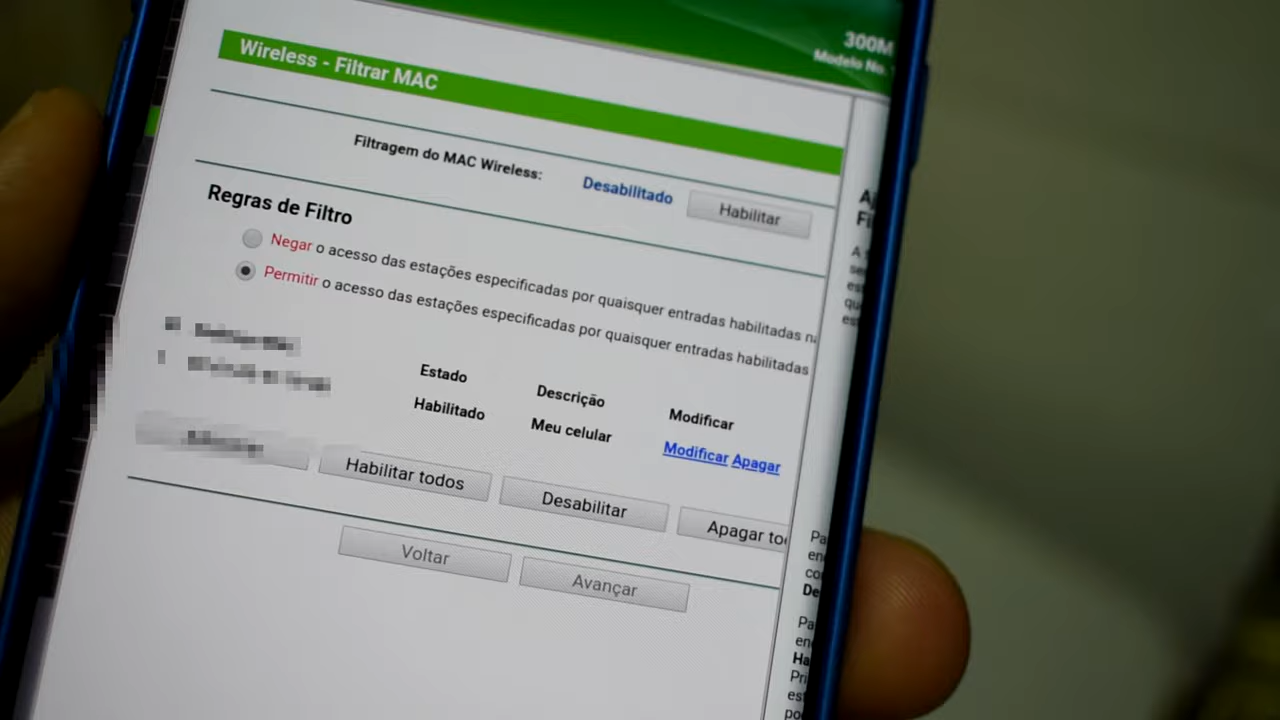 300M
Modelo No.
Wireless - Filtrar MAC
Filtragem do MAC Wireless: Desabilitado Habilitar
Regras de Filtro
Negar o acesso das estações especificadas por quaisquer entradas habilitadas
Permitir o acesso das estações especificadas por quaisquer entradas habilitadas
Estado Descrição Modificar
Habilitado Meu celular Modificar Apagar
Habilitar todos Desabilitar Apagar
Voltar Avançar